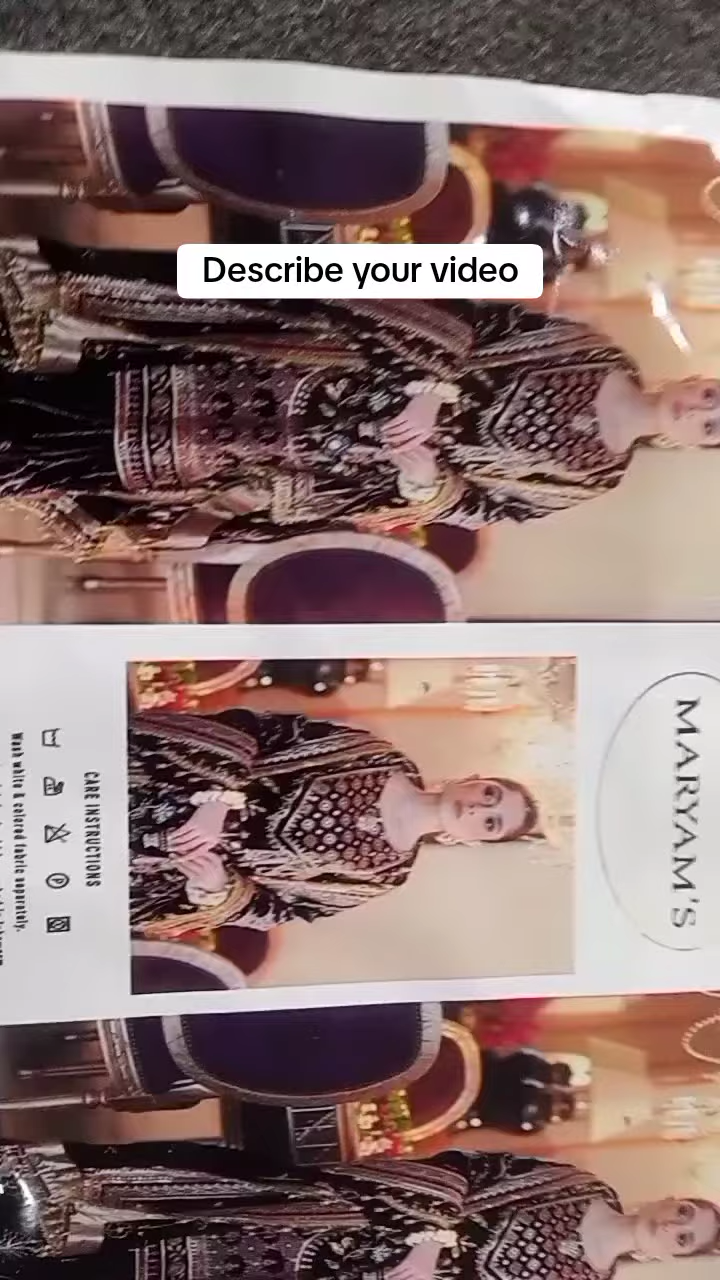 Describe your video
MARYAM'S
CARE INSTRUCTIONS
Wash white & colored fabric separately.